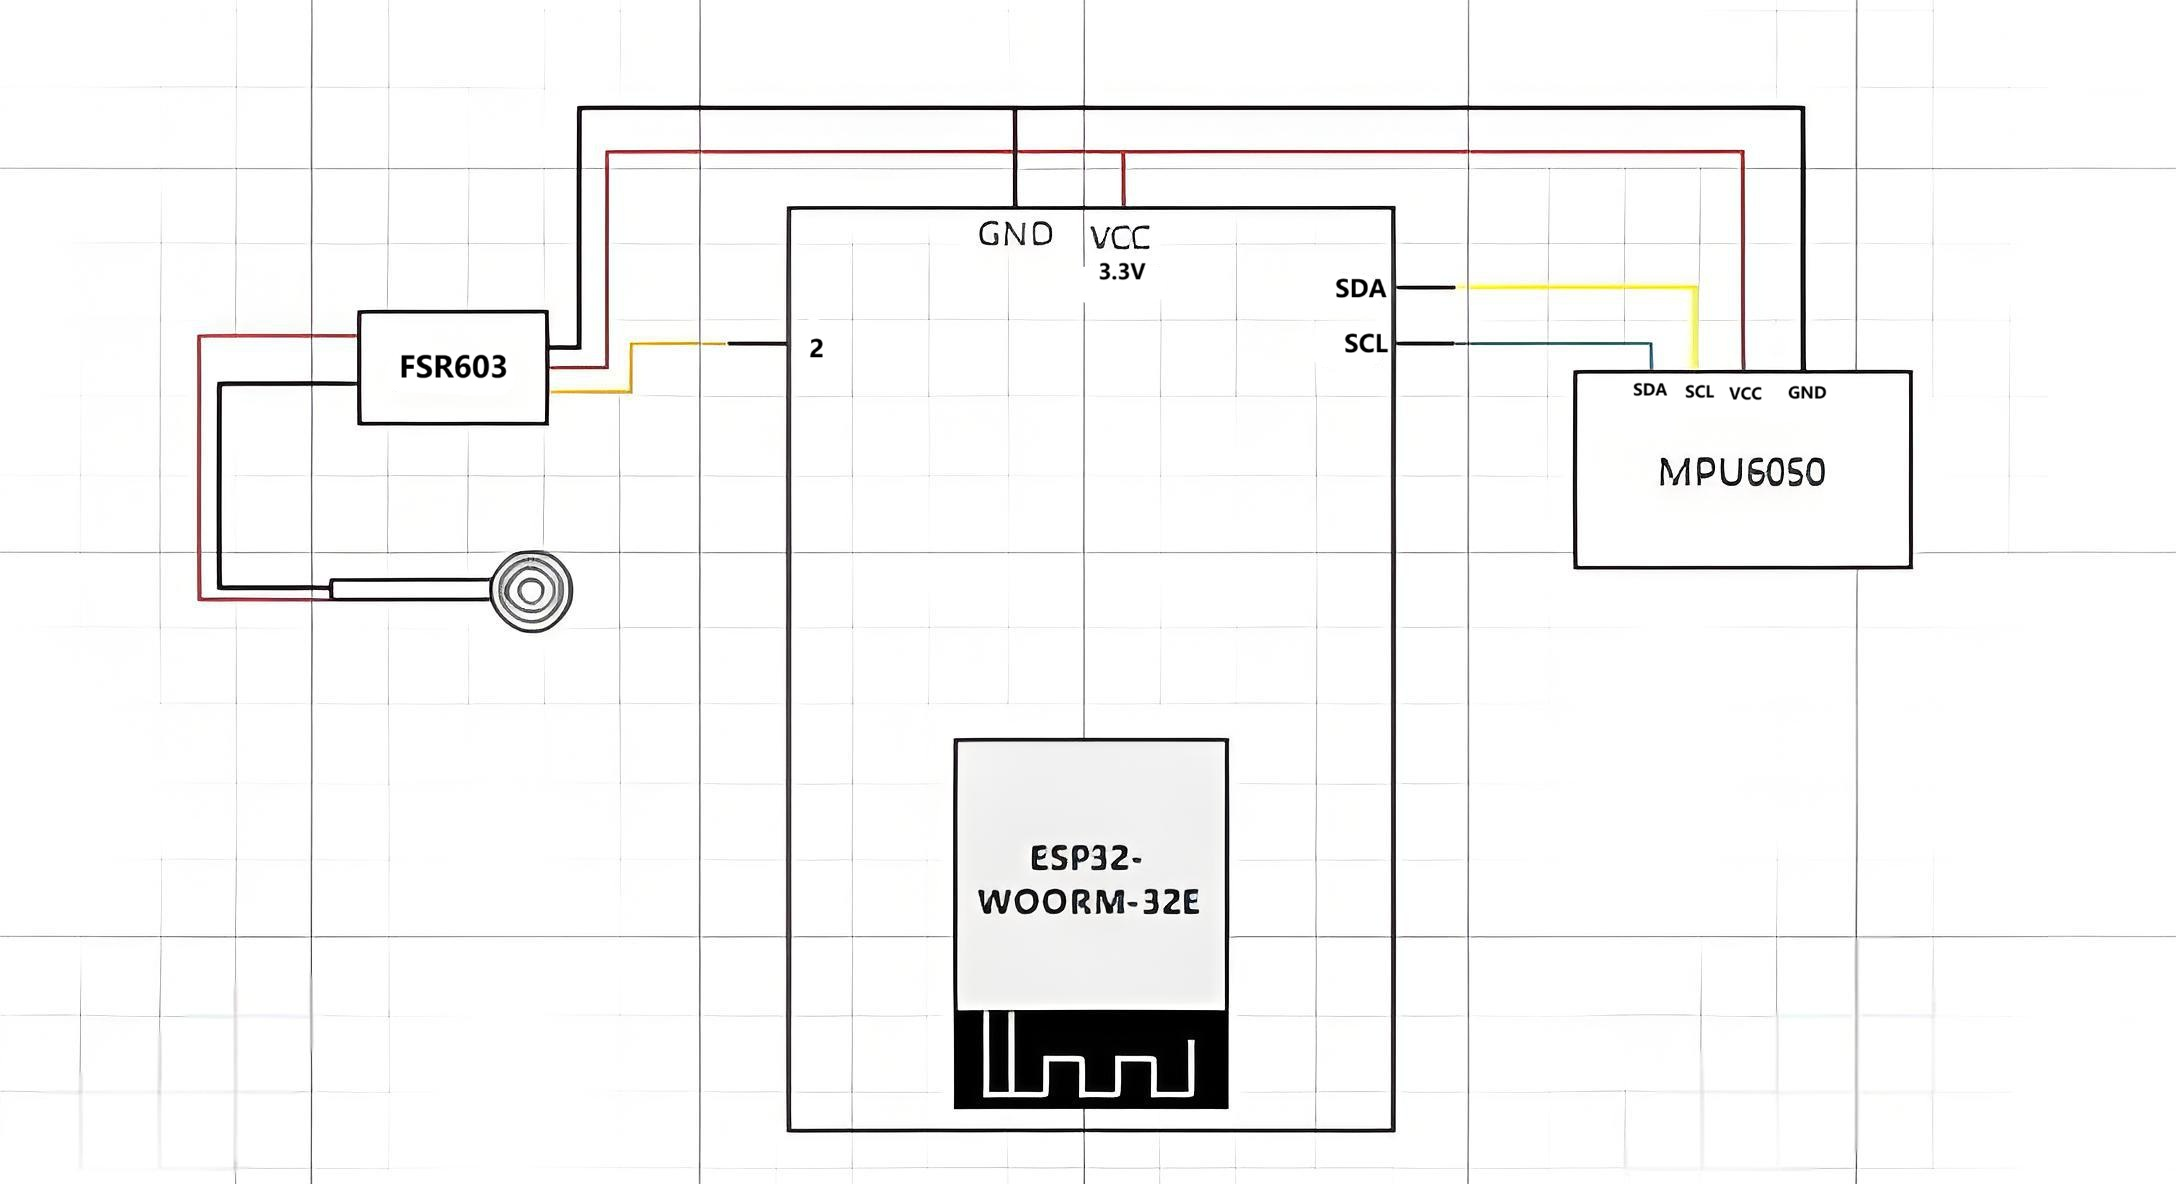 GND VCC
3.3V
SDA
2
SCL
FSR603
SDA SCL VCC GND
MPU6050
ESP32-
WOORM-32E